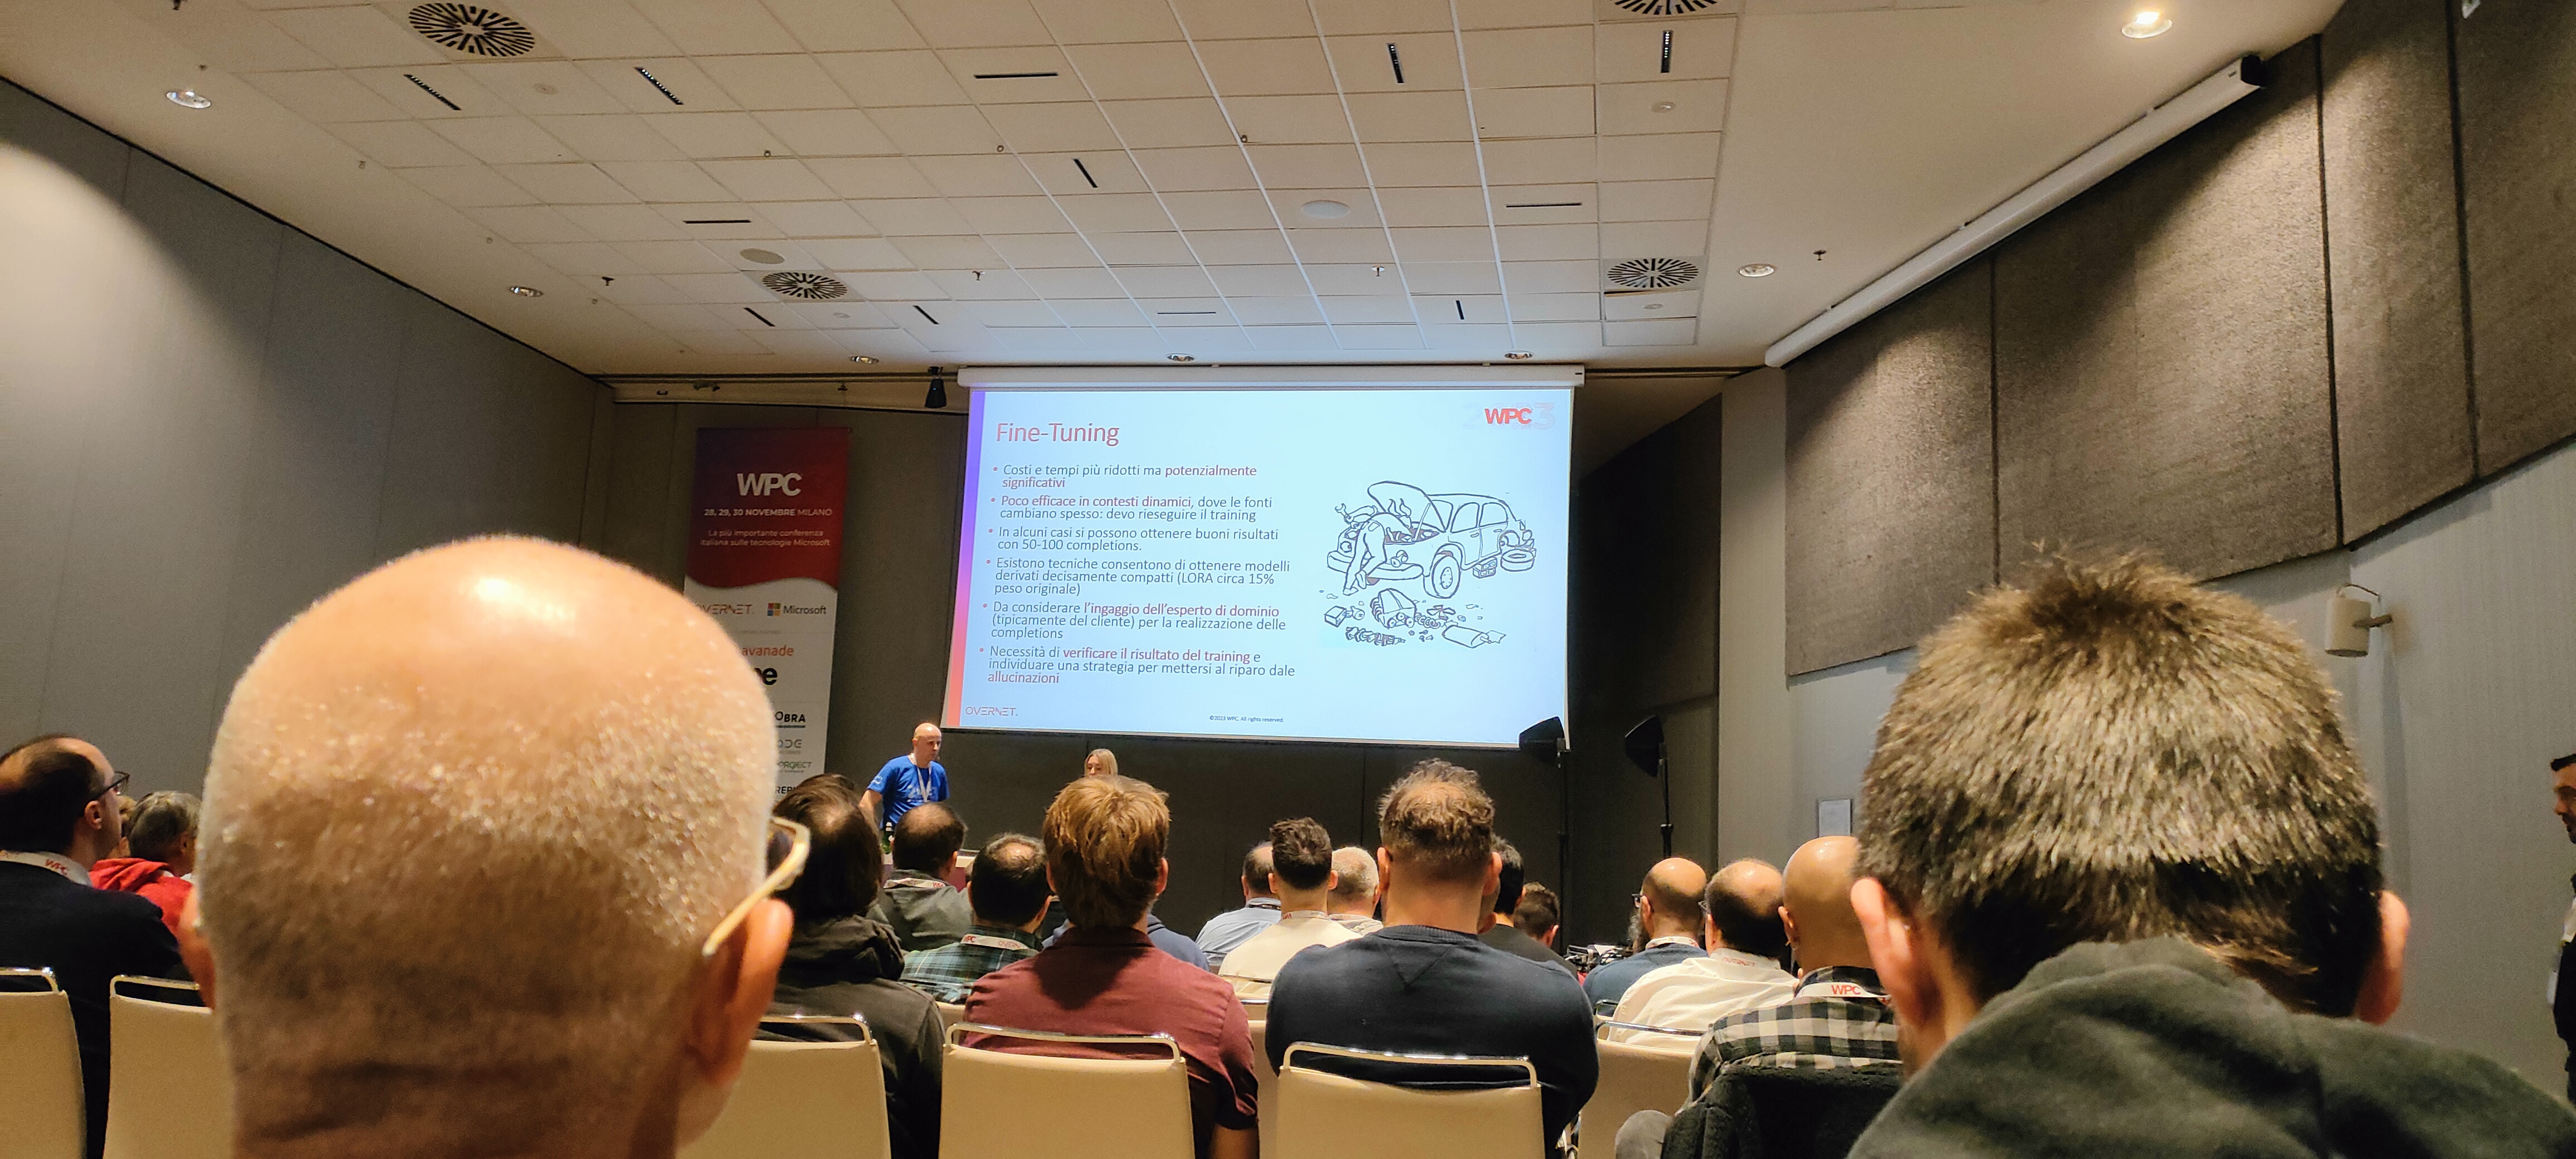 WPC
Fine-Tuning
• Costi e tempi più ridotti ma potenzialmente
significativi
• Poco efficace in contesti dinamici, dove le fonti
cambiano spesso: devo rieseguire il training
• In alcuni casi si possono ottenere buoni risultati
con 50-100 completions.
• Esistono tecniche consentono di ottenere modelli
derivati decisamente compatti (LORA circa 15%
peso originale)
• Da considerare l'ingaggio dell'esperto di dominio
(tipicamente del cliente) per la realizzazione delle
completions
• Necessità di verificare il risultato del training e
individuare una strategia per mettersi al riparo dale
allucinazioni
OVERNET.
©2023 WPC. All rights reserved.
WPC
28, 29, 30 NOVEMBRE MILANO
La più importante conferenza
italiana sulle tecnologie Microsoft
VERNET. Microsoft
avanade
OBRA
PROJECT
WPC
WPC